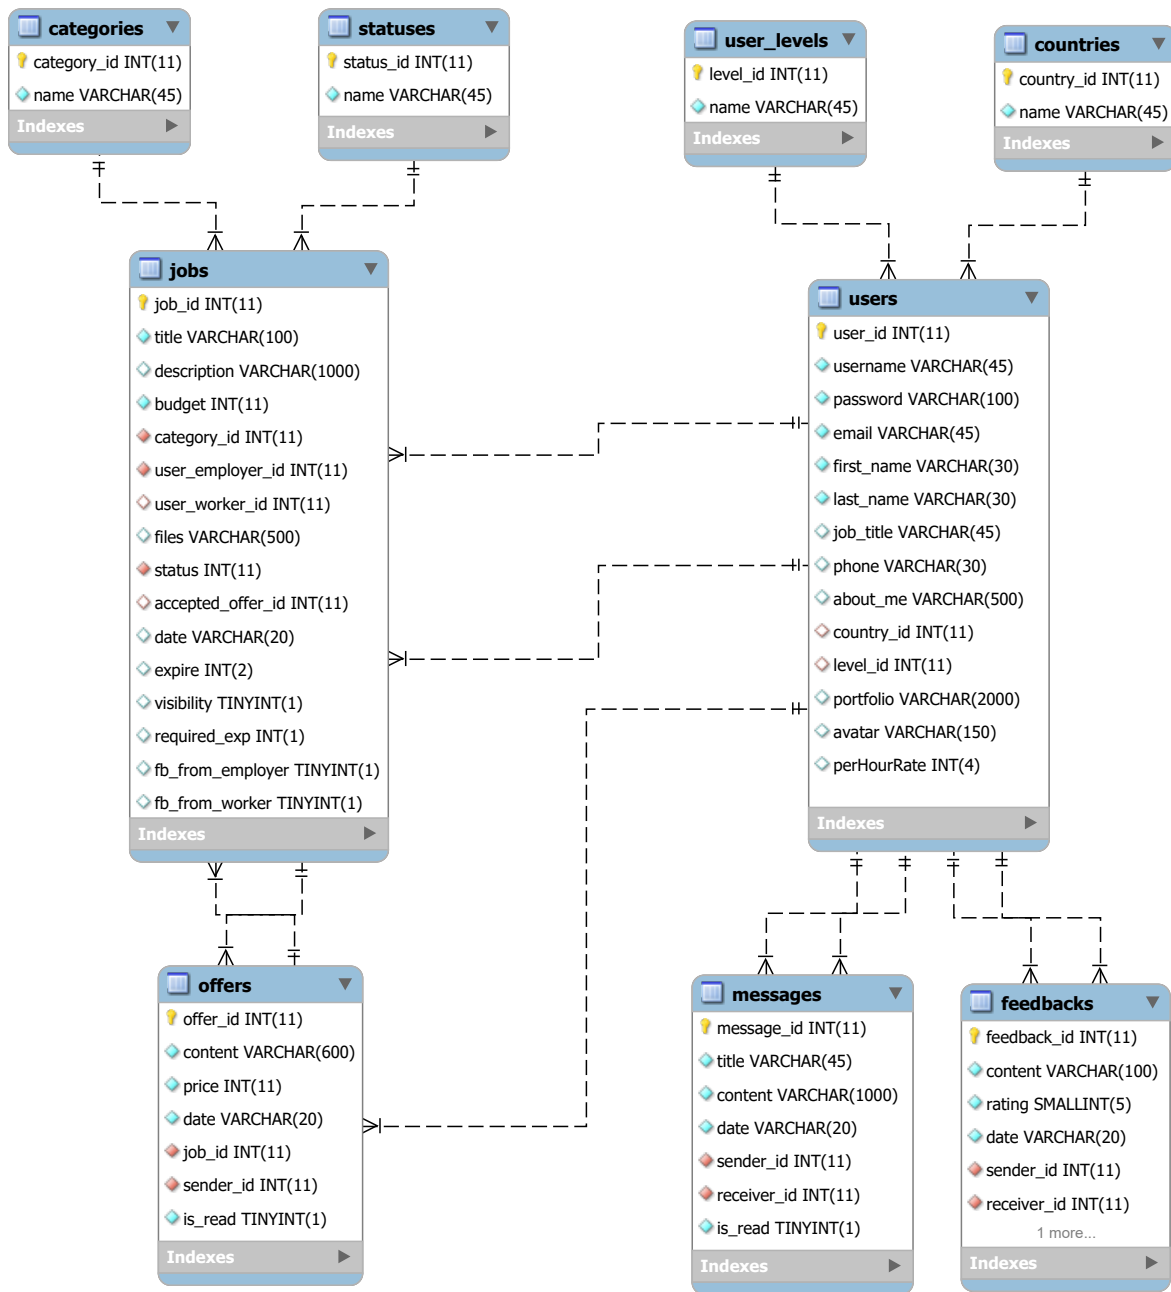 categories
category_id INT(11)
name VARCHAR(45)
Indexes
statuses
status_id INT(11)
name VARCHAR(45)
Indexes
user_levels
level_id INT(11)
name VARCHAR(45)
Indexes
countries
country_id INT(11)
name VARCHAR(45)
Indexes
jobs
job_id INT(11)
title VARCHAR(100)
description VARCHAR(1000)
budget INT(11)
category_id INT(11)
user_employer_id INT(11)
user_worker_id INT(11)
files VARCHAR(500)
status INT(11)
accepted_offer_id INT(11)
date VARCHAR(20)
expire INT(2)
visibility TINYINT(1)
required_exp INT(1)
fb_from_employer TINYINT(1)
fb_from_worker TINYINT(1)
Indexes
users
user_id INT(11)
username VARCHAR(45)
password VARCHAR(100)
email VARCHAR(45)
first_name VARCHAR(30)
last_name VARCHAR(30)
job_title VARCHAR(45)
phone VARCHAR(30)
about_me VARCHAR(500)
country_id INT(11)
level_id INT(11)
portfolio VARCHAR(2000)
avatar VARCHAR(150)
perHourRate INT(4)
Indexes
offers
offer_id INT(11)
content VARCHAR(600)
price INT(11)
date VARCHAR(20)
job_id INT(11)
sender_id INT(11)
is_read TINYINT(1)
Indexes
messages
message_id INT(11)
title VARCHAR(45)
content VARCHAR(1000)
date VARCHAR(20)
sender_id INT(11)
receiver_id INT(11)
is_read TINYINT(1)
Indexes
feedbacks
feedback_id INT(11)
content VARCHAR(100)
rating SMALLINT(5)
date VARCHAR(20)
sender_id INT(11)
receiver_id INT(11)
1 more...
Indexes